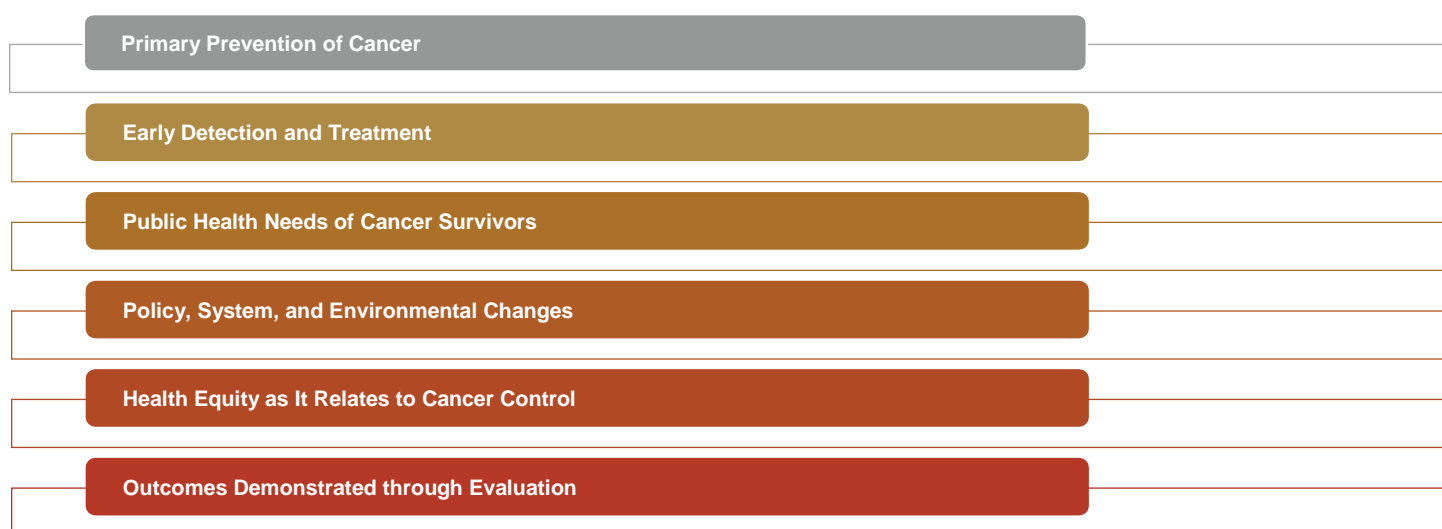 Primary Prevention of Cancer
Early Detection and Treatment
Public Health Needs of Cancer Survivors
Policy, System, and Environmental Changes
Health Equity as It Relates to Cancer Control
Outcomes Demonstrated through Evaluation